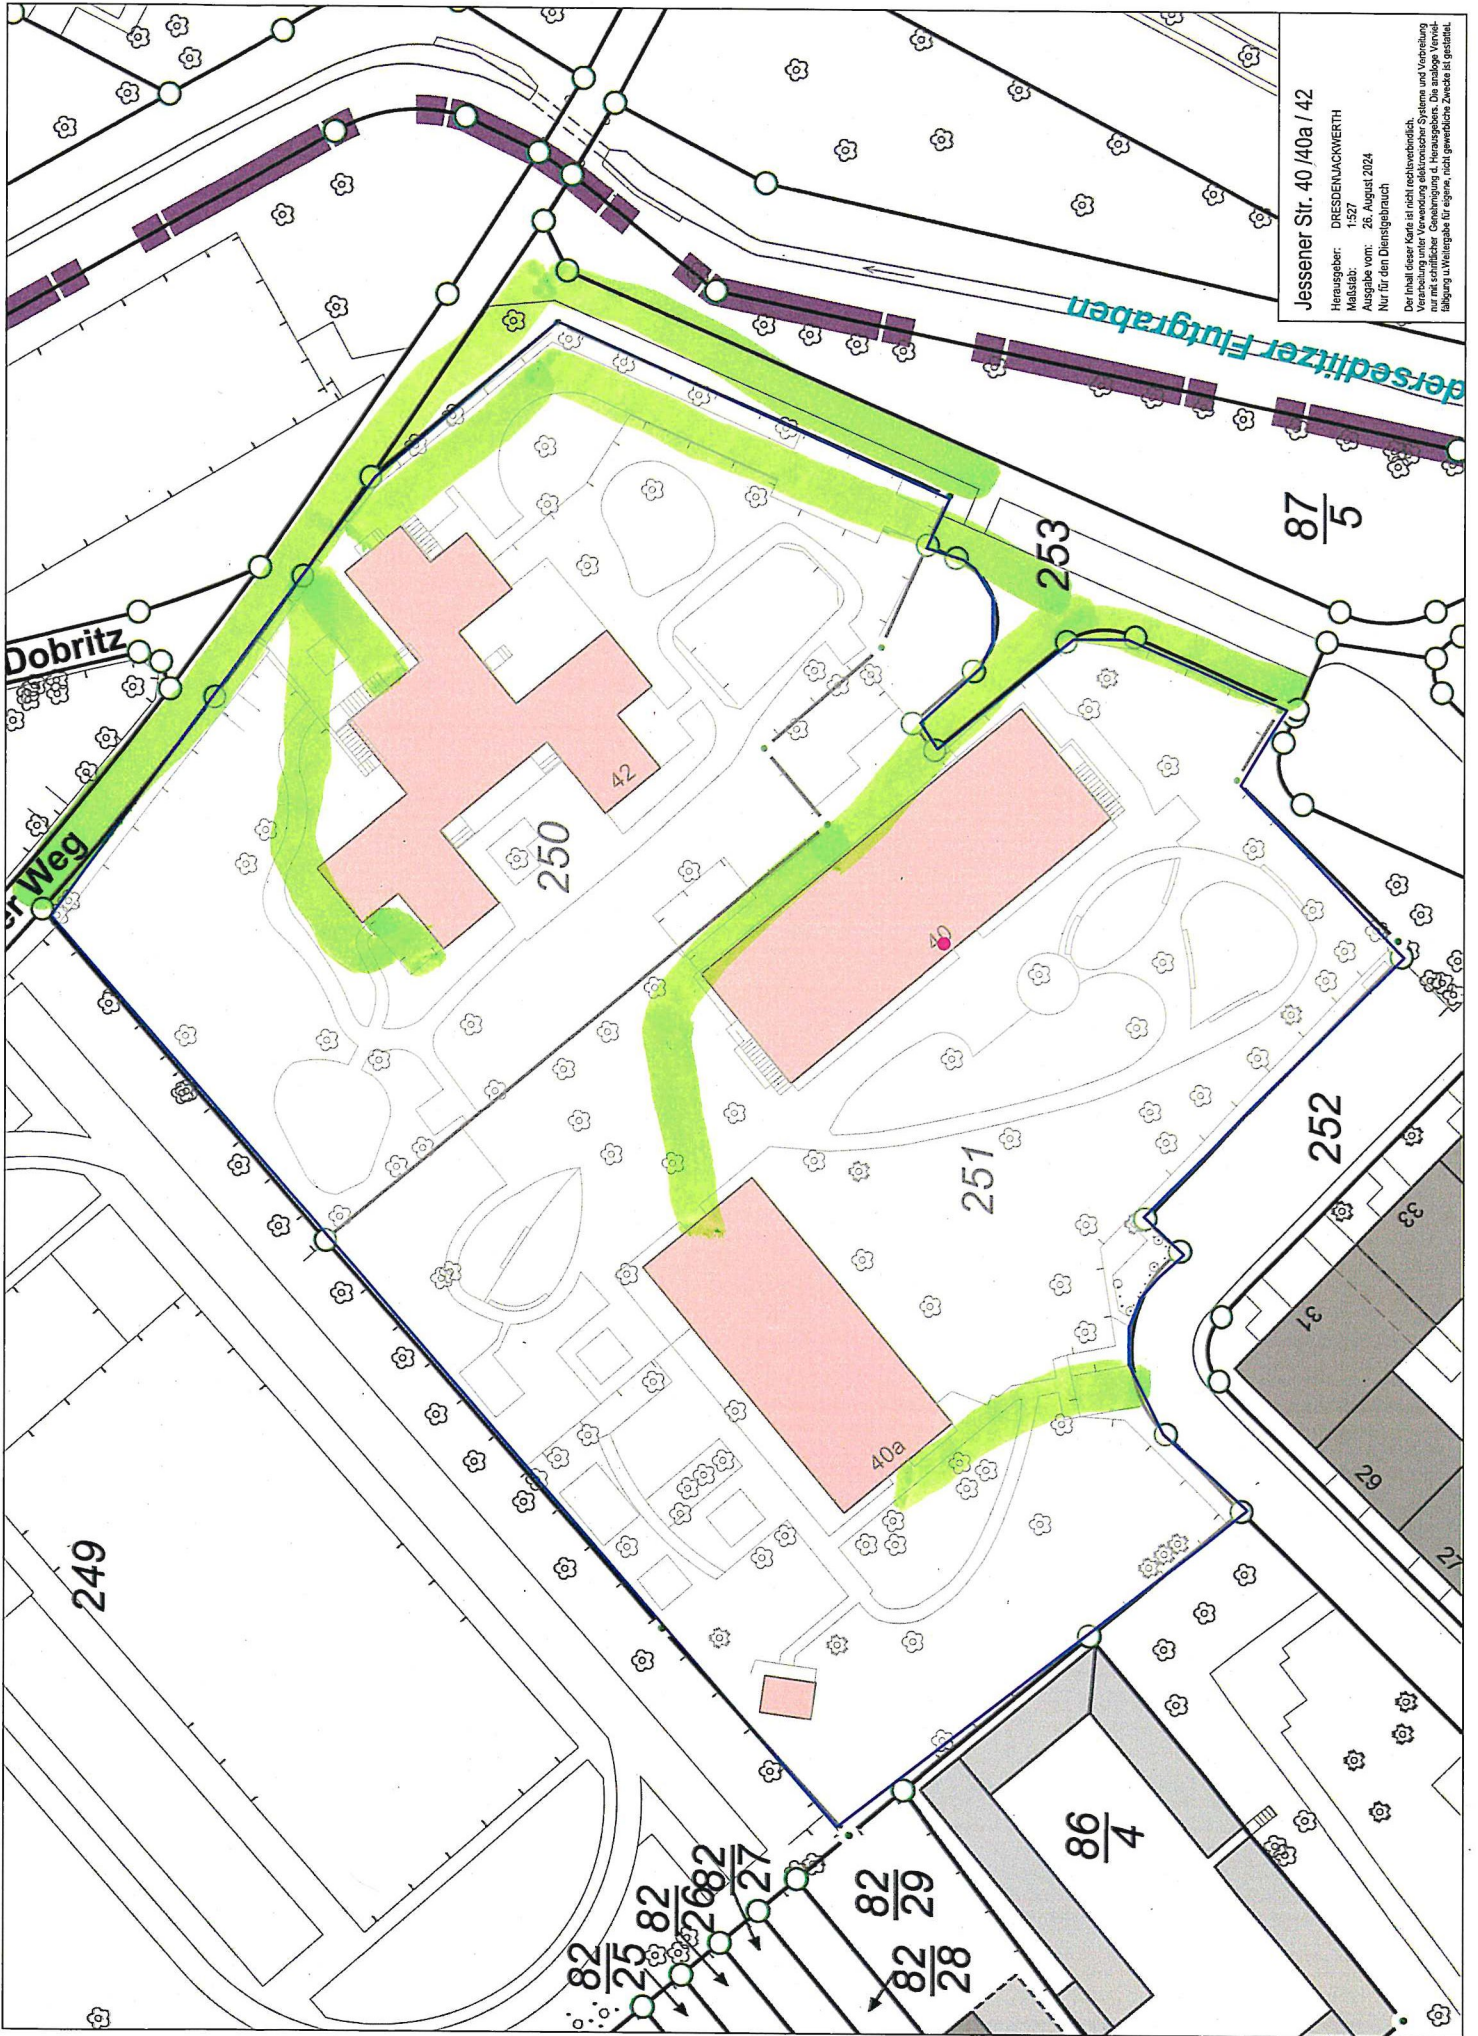 Jessener Str. 40 /40a / 42
Herausgeber: DRESDEN\JACKWERTH
Maßstab: 1:527
Ausgabe vom: 26. August 2024
Nur für den Dienstgebrauch
Der Inhalt dieser Karte ist nicht rechtsverbindlich.
Verarbeitung unter Verwendung elektronischer Systeme und Verbreitung
nur mit schriftlicher Genehmigung d. Herausgebers. Die analoge Verviel-
fältigung u. Weitergabe für eigene, nicht gewerbliche Zwecke ist gestattet.
Dobritz
er Weg
dersedlitzer Flutgraben
87
5
253
42
250
40
251
252
33
31
29
27
40a
249
86
4
82
25
82
26
82
27
82
29
82
28